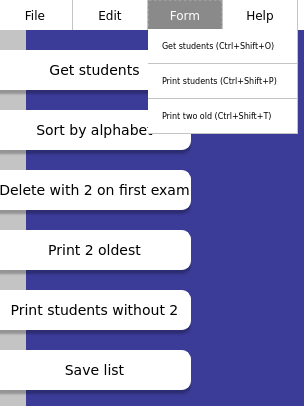 File Edit Form Help
Get students (Ctrl+Shift+O)
Print students (Ctrl+Shift+P)
Print two old (Ctrl+Shift+T)
Get students
Sort by alphabet
Delete with 2 on first exam
Print 2 oldest
Print students without 2
Save list